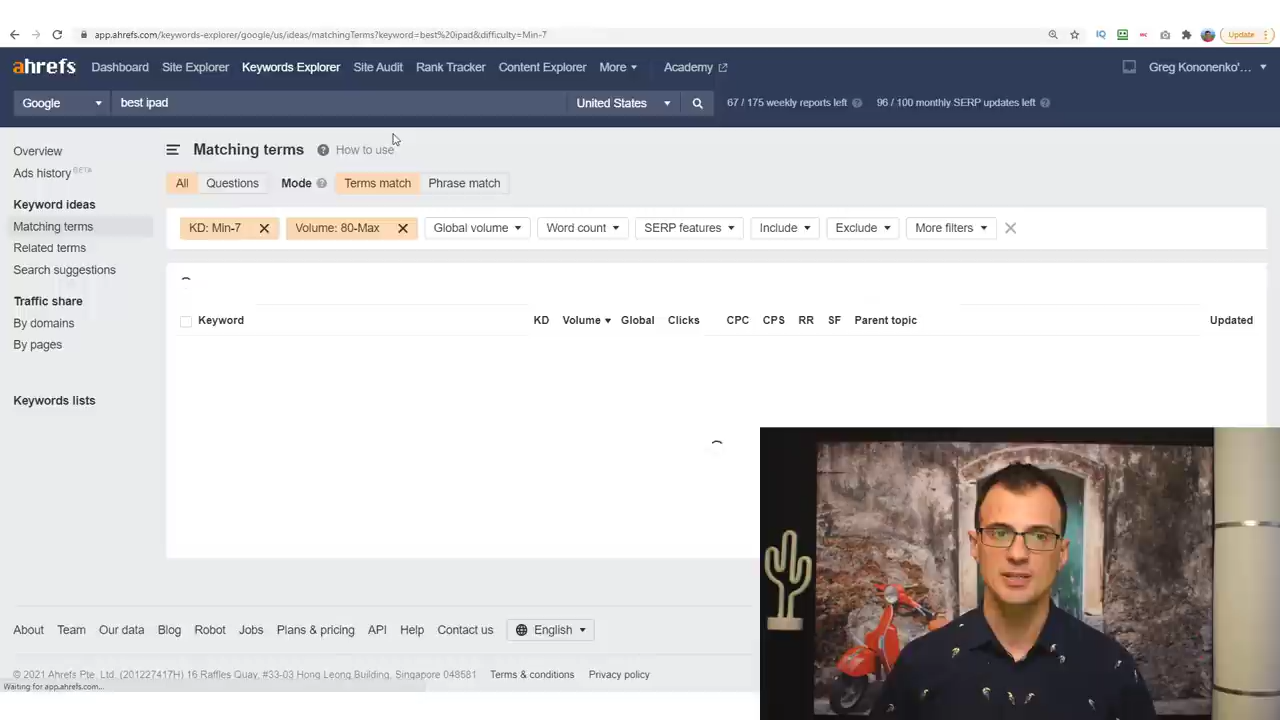 app.ahrefs.com/keywords-explorer/google/us/ideas/matchingTerms?keyword=best%20ipad&difficulty=Min-7
Update
ahrefs Dashboard Site Explorer Keywords Explorer Site Audit Rank Tracker Content Explorer More Academy Greg Kononenko'...
Google best ipad United States 67 / 175 weekly reports left 96 / 100 monthly SERP updates left
Overview
Ads history BETA
Keyword ideas
Matching terms
Related terms
Search suggestions
Traffic share
By domains
By pages
Keywords lists
Matching terms How to use
All Questions Mode Terms match Phrase match
KD: Min-7 Volume: 80-Max Global volume Word count SERP features Include Exclude More filters
Keyword KD Volume Global Clicks CPC CPS RR SF Parent topic Updated
About Team Our data Blog Robot Jobs Plans & pricing API Help Contact us English
© 2021 Ahrefs Pte. Ltd. (201227417H) 16 Raffles Quay, #33-03 Hong Leong Building, Singapore 048581 Terms & conditions Privacy policy
Waiting for app.ahrefs.com...